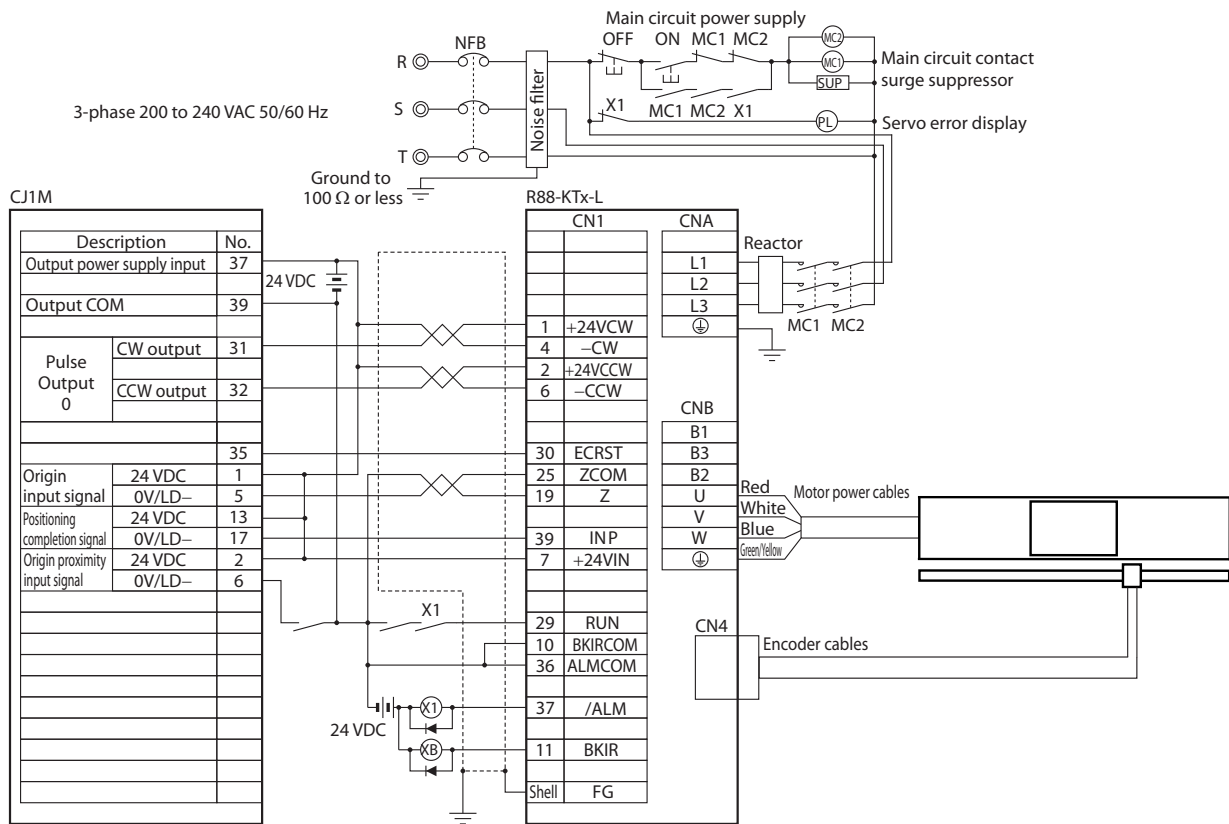 Main circuit power supply
OFF ON MC1 MC2
MC2
NFB
R
MC1
Main circuit contact
surge suppressor
SUP
Noise filter
3-phase 200 to 240 VAC 50/60 Hz
S
X1
MC1 MC2 X1
PL
Servo error display
T
Ground to
100 Ω or less
CJ1M
R88-KTx-L
CN1
CNA
Description No.
Output power supply input 37
24 VDC
Output COM 39
Reactor
L1
L2
L3
MC1 MC2
Pulse
Output
0
CW output 31
CCW output 32
1 +24VCW
4 −CW
2 +24VCCW
6 −CCW
35
30 ECRST
Origin
input signal
24 VDC 1
0V/LD− 5
25 ZCOM
19 Z
Positioning
completion signal
24 VDC 13
0V/LD− 17
39 INP
Origin proximity
input signal
24 VDC 2
0V/LD− 6
7 +24VIN
CNB
B1
B3
B2
U
V
W
Red
White
Blue
Green/Yellow
Motor power cables
X1
29 RUN
10 BKIRCOM
36 ALMCOM
CN4
Encoder cables
24 VDC
X1
37 /ALM
XB
11 BKIR
Shell FG